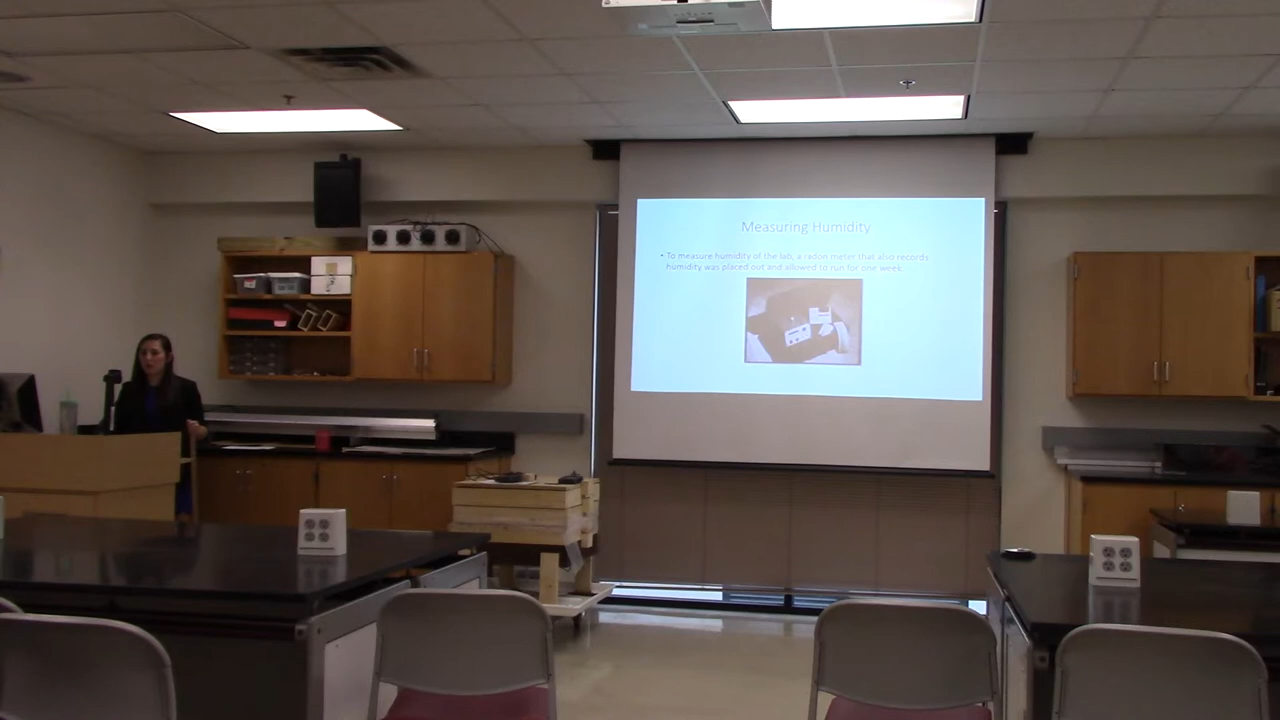 Measuring Humidity
• To measure humidity of the lab, a radon meter that also records
humidity was placed out and allowed to run for one week.